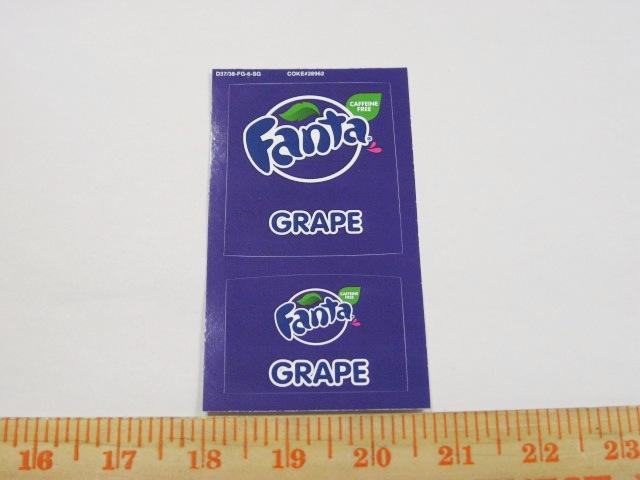 D37/38-FG-6-SG COKE#28962
CAFFEINE
FREE
Fanta®
GRAPE
CAFFEINE
FREE
Fanta
GRAPE
16 17 18 19 20 21 22 23